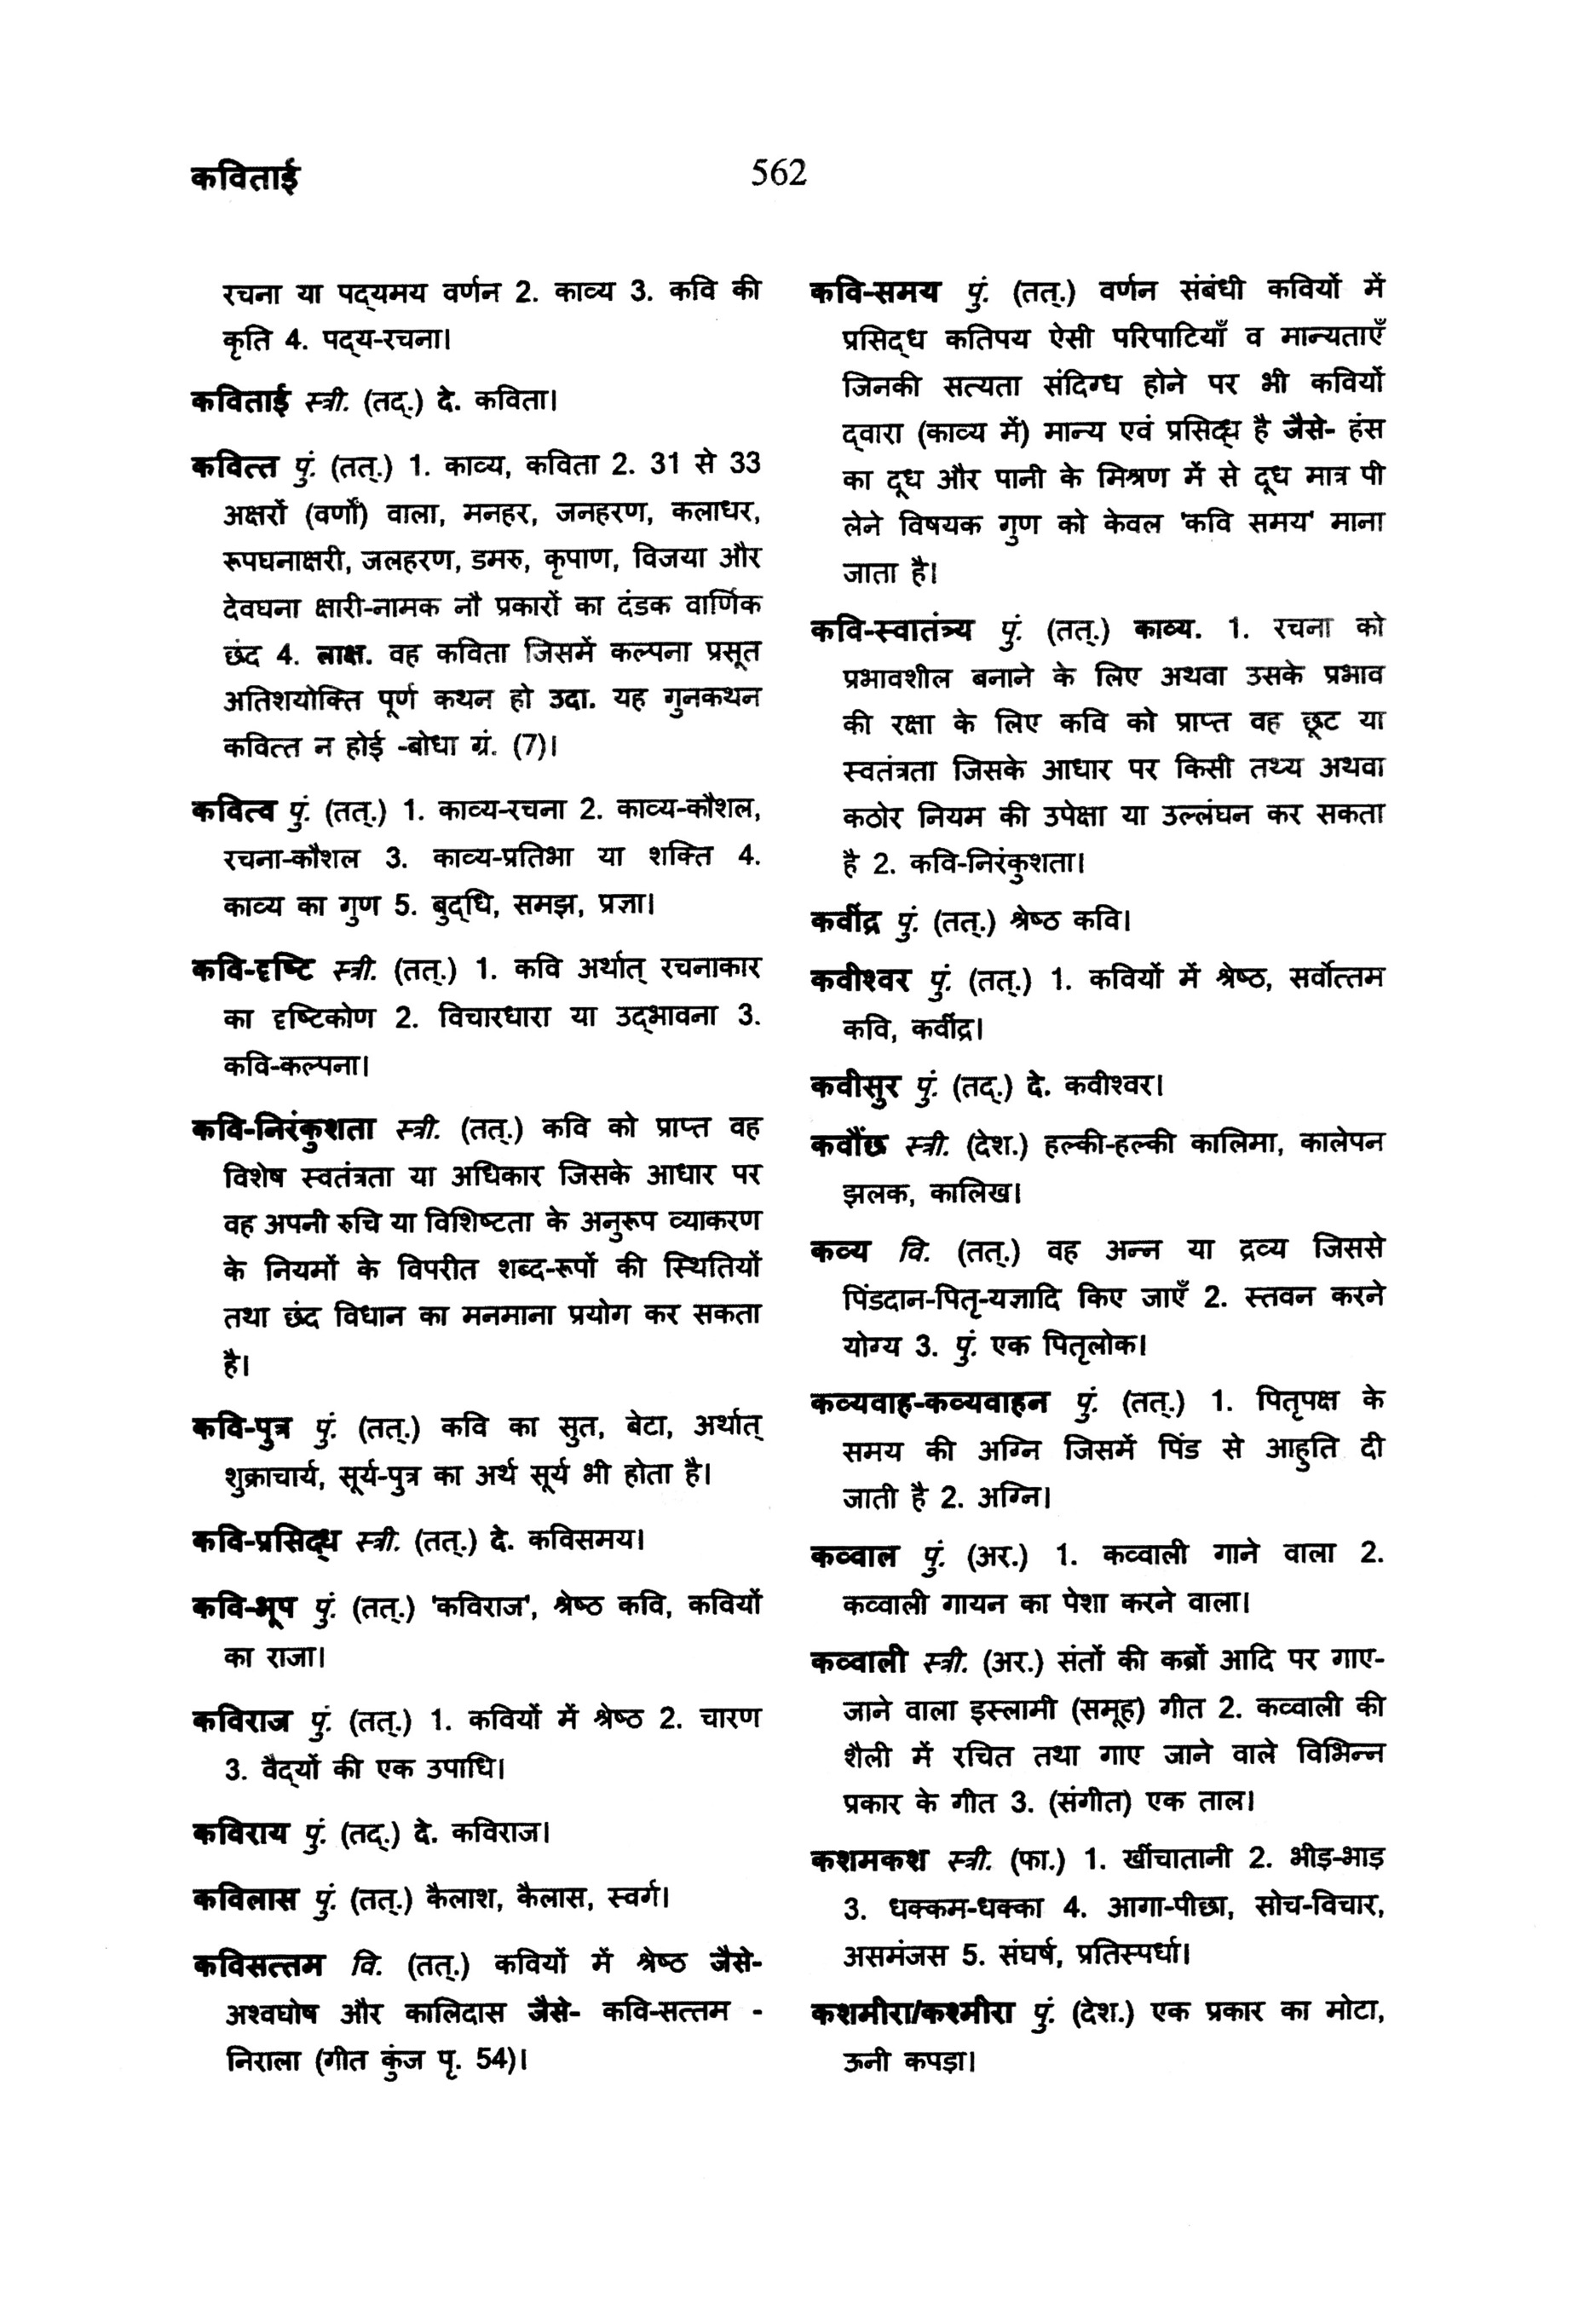 कविताई
562
रचना या पद्यमय वर्णन 2. काव्य 3. कवि की
कृति 4. पद्य-रचना।
कविताई स्त्री. (तद्.) दे. कविता।
कवित्त पुं. (तत्.) 1. काव्य, कविता 2. 31 से 33
अक्षरों (वर्णों) वाला, मनहर, जनहरण, कलाधर,
रूपघनाक्षरी, जलहरण, डमरु, कृपाण, विजया और
देवघना क्षारी-नामक नौ प्रकारों का दंडक वार्णिक
छंद 4. लाक्ष. वह कविता जिसमें कल्पना प्रसूत
अतिशयोक्ति पूर्ण कथन हो उदा. यह गुनकथन
कवित्त न होई -बोधा ग्रं. (7)।
कवित्व पुं. (तत्.) 1. काव्य-रचना 2. काव्य-कौशल,
रचना-कौशल 3. काव्य-प्रतिभा या शक्ति 4.
काव्य का गुण 5. बुद्धि, समझ, प्रज्ञा।
कवि-दृष्टि स्त्री. (तत्.) 1. कवि अर्थात् रचनाकार
का दृष्टिकोण 2. विचारधारा या उद्भावना 3.
कवि-कल्पना।
कवि-निरंकुशता स्त्री. (तत्.) कवि को प्राप्त वह
विशेष स्वतंत्रता या अधिकार जिसके आधार पर
वह अपनी रुचि या विशिष्टता के अनुरूप व्याकरण
के नियमों के विपरीत शब्द-रूपों की स्थितियों
तथा छंद विधान का मनमाना प्रयोग कर सकता
है।
कवि-पुत्र पुं. (तत्.) कवि का सुत, बेटा, अर्थात्
शुक्राचार्य, सूर्य-पुत्र का अर्थ सूर्य भी होता है।
कवि-प्रसिद्ध स्त्री. (तत्.) दे. कविसमय।
कवि-भूप पुं. (तत्.) 'कविराज', श्रेष्ठ कवि, कवियों
का राजा।
कविराज पुं. (तत्.) 1. कवियों में श्रेष्ठ 2. चारण
3. वैद्यों की एक उपाधि।
कविराय पुं. (तद्.) दे. कविराज।
कविलास पुं. (तत्.) कैलाश, कैलास, स्वर्ग।
कविसत्तम वि. (तत्.) कवियों में श्रेष्ठ जैसे-
अश्वघोष और कालिदास जैसे- कवि-सत्तम -
निराला (गीत कुंज पृ. 54)।
कवि-समय पुं. (तत्.) वर्णन संबंधी कवियों में
प्रसिद्ध कतिपय ऐसी परिपाटियाँ व मान्यताएँ
जिनकी सत्यता संदिग्ध होने पर भी कवियों
द्वारा (काव्य में) मान्य एवं प्रसिद्ध है जैसे- हंस
का दूध और पानी के मिश्रण में से दूध मात्र पी
लेने विषयक गुण को केवल 'कवि समय' माना
जाता है।
कवि-स्वातंत्र्य पुं. (तत्.) काव्य. 1. रचना को
प्रभावशील बनाने के लिए अथवा उसके प्रभाव
की रक्षा के लिए कवि को प्राप्त वह छूट या
स्वतंत्रता जिसके आधार पर किसी तथ्य अथवा
कठोर नियम की उपेक्षा या उल्लंघन कर सकता
है 2. कवि-निरंकुशता।
कवींद्र पुं. (तत्.) श्रेष्ठ कवि।
कवीश्वर पुं. (तत्.) 1. कवियों में श्रेष्ठ, सर्वोत्तम
कवि, कवींद्र।
कवीसुर पुं. (तद्.) दे. कवीश्वर।
कवौंछ स्त्री. (देश.) हल्की-हल्की कालिमा, कालेपन
झलक, कालिख।
कव्य वि. (तत्.) वह अन्न या द्रव्य जिससे
पिंडदान-पितृ-यज्ञादि किए जाएँ 2. स्तवन करने
योग्य 3. पुं. एक पितृलोक।
कव्यवाह-कव्यवाहन पुं. (तत्.) 1. पितृपक्ष के
समय की अग्नि जिसमें पिंड से आहुति दी
जाती है 2. अग्नि।
कव्वाल पुं. (अर.) 1. कव्वाली गाने वाला 2.
कव्वाली गायन का पेशा करने वाला।
कव्वाली स्त्री. (अर.) संतों की कब्रों आदि पर गाए-
जाने वाला इस्लामी (समूह) गीत 2. कव्वाली की
शैली में रचित तथा गाए जाने वाले विभिन्न
प्रकार के गीत 3. (संगीत) एक ताल।
कशमकश स्त्री. (फा.) 1. खींचातानी 2. भीड़-भाड़
3. धक्कम-धक्का 4. आगा-पीछा, सोच-विचार,
असमंजस 5. संघर्ष, प्रतिस्पर्धा।
कशमीरा/कश्मीरा पुं. (देश.) एक प्रकार का मोटा,
ऊनी कपड़ा।